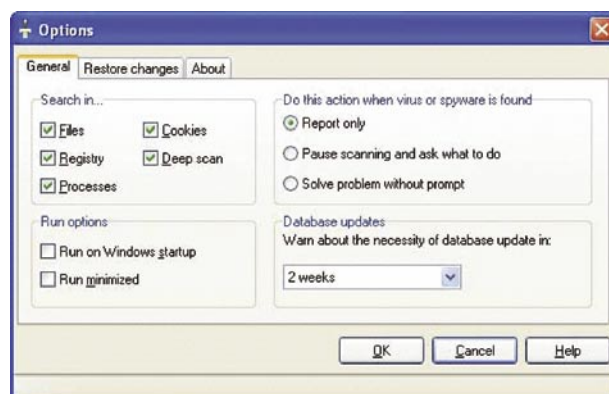 Options
General Restore changes About
Search in...
Files Cookies
Registry Deep scan
Processes
Do this action when virus or spyware is found
Report only
Pause scanning and ask what to do
Solve problem without prompt
Run options
Run on Windows startup
Run minimized
Database updates
Warn about the necessity of database update in:
2 weeks
OK Cancel Help